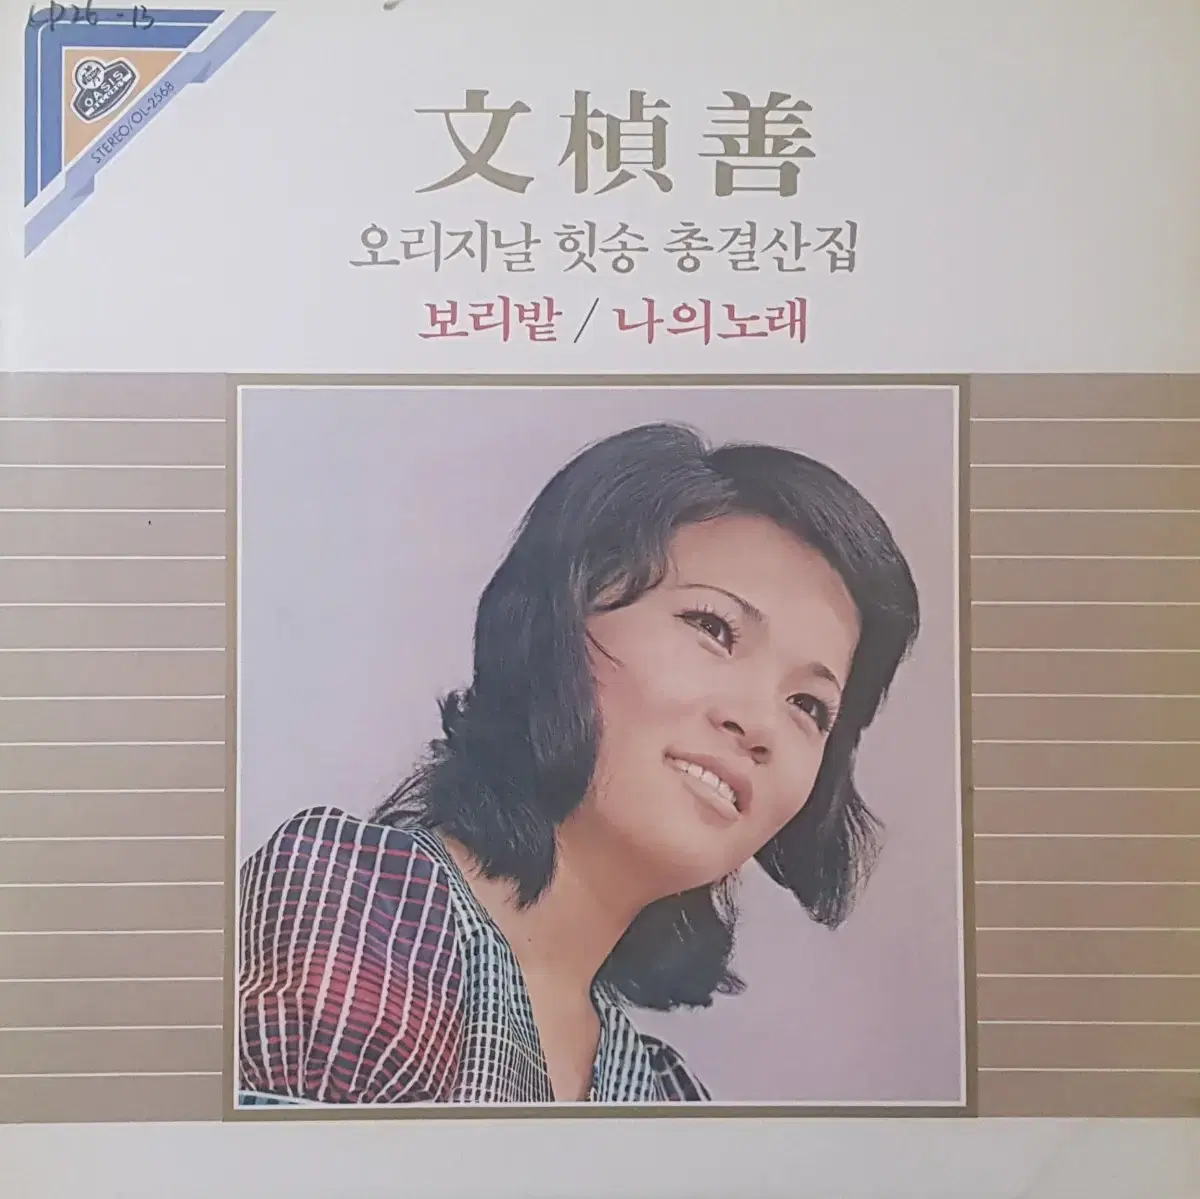 LP26-13
OASIS
STEREO/OL-2568
文楨善
오리지날 힛송 총결산집
보리밭/나의노래